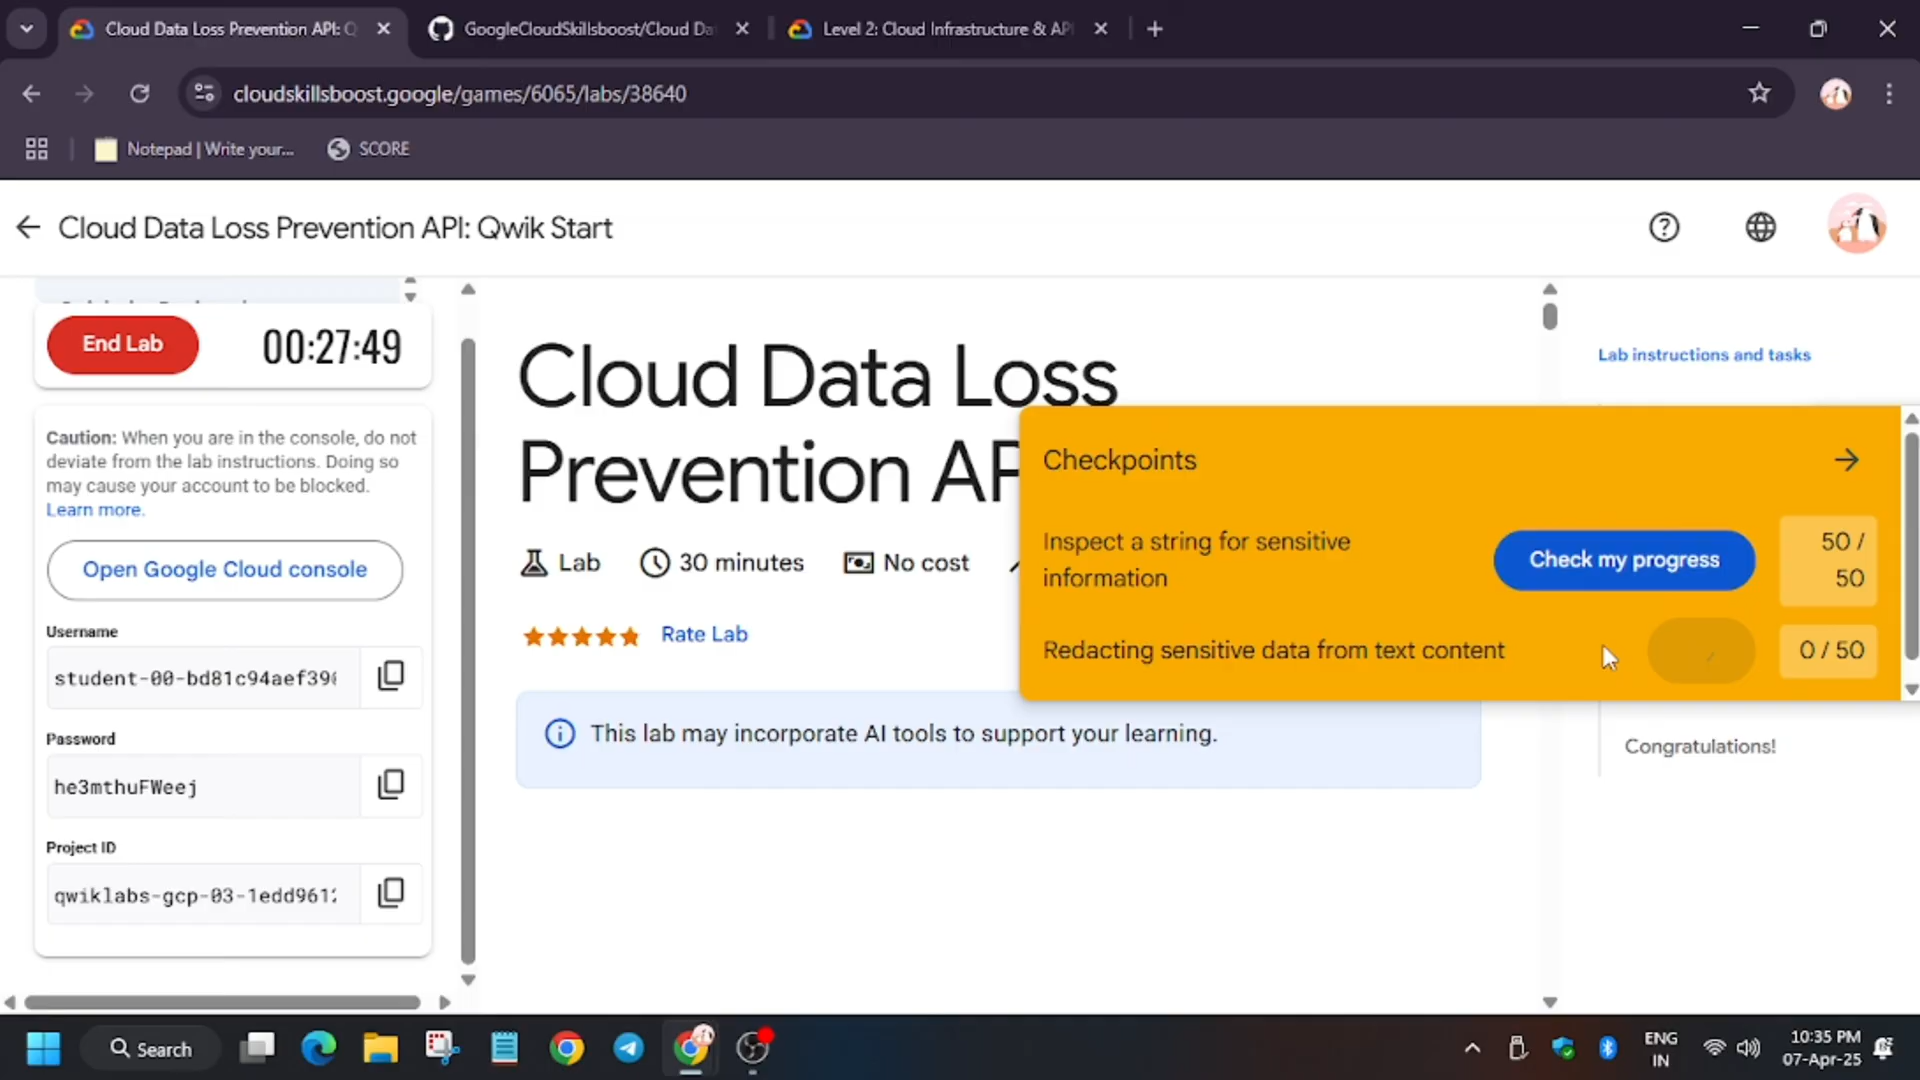 Cloud Data Loss Prevention API: Q
GoogleCloudSkillsboost/Cloud Da
Level 2: Cloud Infrastructure & AP
cloudskillsboost.google/games/6065/labs/38640
Notepad | Write your...
SCORE
Cloud Data Loss Prevention API: Qwik Start
End Lab
00:27:49
Caution: When you are in the console, do not
deviate from the lab instructions. Doing so
may cause your account to be blocked.
Learn more.
Open Google Cloud console
Username
student-00-bd81c94aef39
Password
he3mthuFWeej
Project ID
qwiklabs-gcp-03-1edd961
Cloud Data Loss
Prevention AP
Lab
30 minutes
No cost
Rate Lab
This lab may incorporate AI tools to support your learning.
Lab instructions and tasks
Checkpoints
Inspect a string for sensitive
information
Check my progress
50 /
50
Redacting sensitive data from text content
0 / 50
Congratulations!
Search
ENG
IN
10:35 PM
07-Apr-25